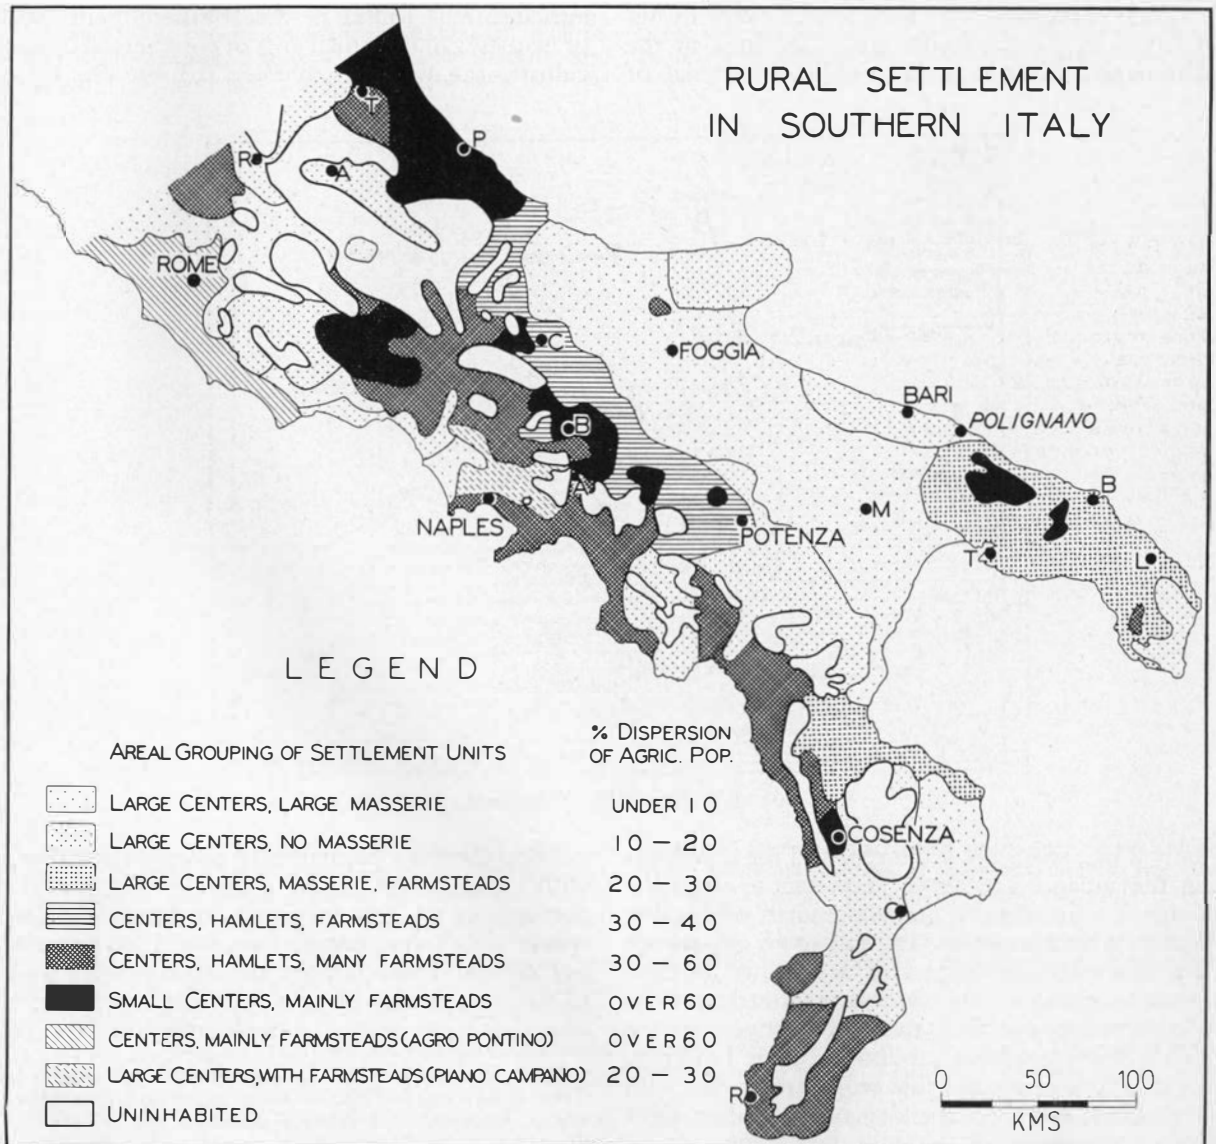 RURAL SETTLEMENT
IN SOUTHERN ITALY
T
P
R
A
ROME
C
FOGGIA
BARI
POLIGNANO
B
B
A
NAPLES
POTENZA
M
T
L
COSENZA
C
R
LEGEND
AREAL GROUPING OF SETTLEMENT UNITS
% DISPERSION
OF AGRIC. POP.
LARGE CENTERS, LARGE MASSERIE UNDER 10
LARGE CENTERS, NO MASSERIE 10 – 20
LARGE CENTERS, MASSERIE, FARMSTEADS 20 – 30
CENTERS, HAMLETS, FARMSTEADS 30 – 40
CENTERS, HAMLETS, MANY FARMSTEADS 30 – 60
SMALL CENTERS, MAINLY FARMSTEADS OVER 60
CENTERS, MAINLY FARMSTEADS (AGRO PONTINO) OVER 60
LARGE CENTERS, WITH FARMSTEADS (PIANO CAMPANO) 20 – 30
UNINHABITED
0 50 100
KMS